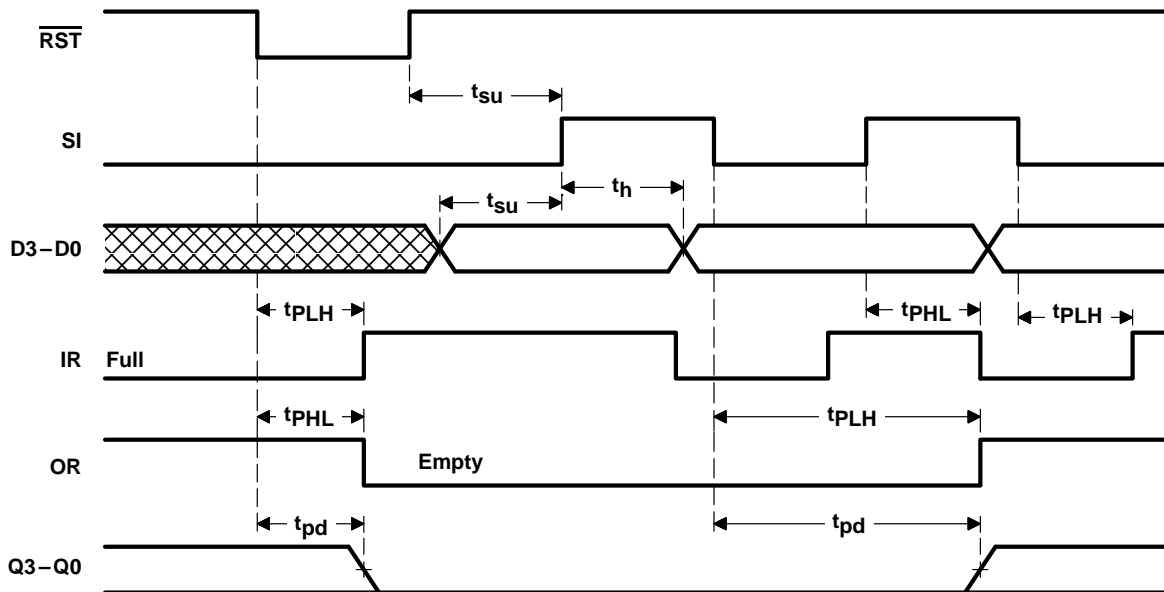 RST
tsu
SI
th
tsu
D3–D0
tPLH
tPHL
tPLH
IR
Full
tPHL
tPLH
OR
Empty
tpd
tpd
Q3–Q0